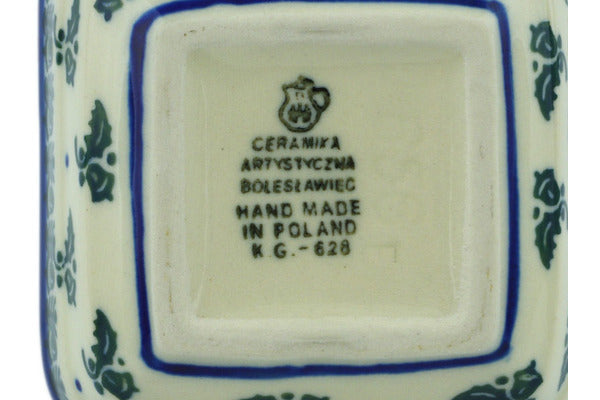 CERAMIKA
ARTYSTYCZNA
BOLESŁAWIEC
HAND MADE
IN POLAND
K.G.-628